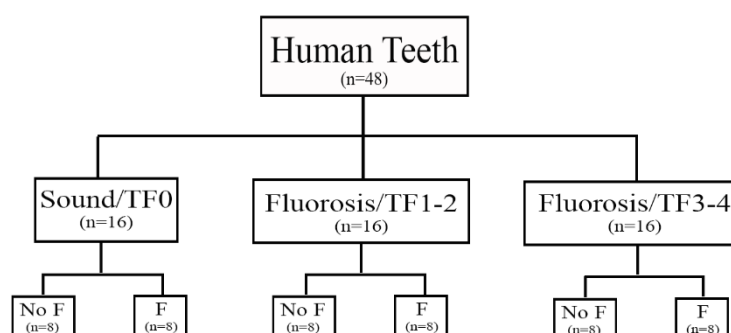 Human Teeth
(n=48)
Sound/TF0
(n=16)
Fluorosis/TF1-2
(n=16)
Fluorosis/TF3-4
(n=16)
No F
(n=8)
F
(n=8)
No F
(n=8)
F
(n=8)
No F
(n=8)
F
(n=8)